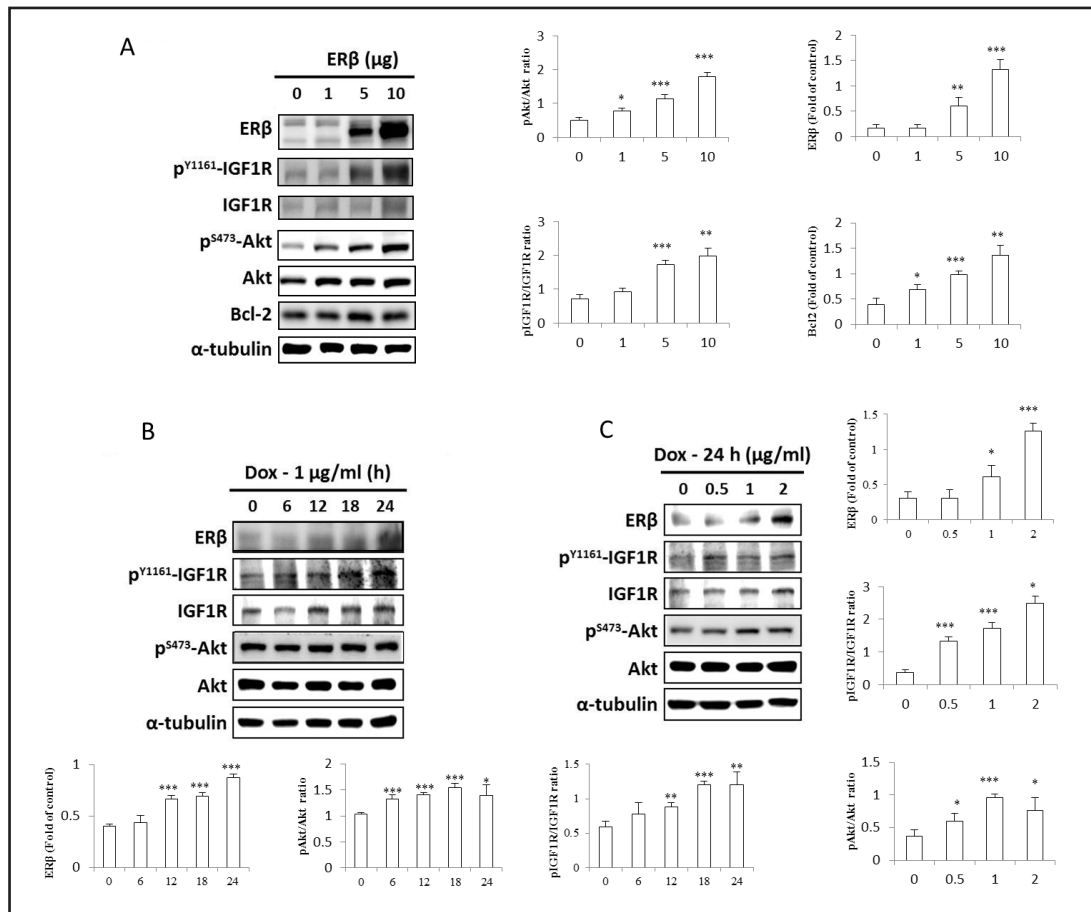 A
ERβ (µg)
0 1 5 10
ERβ
pY1161-IGF1R
IGF1R
pS473-Akt
Akt
Bcl-2
α-tubulin
pAkt/Akt ratio
3
2
1
0
* *** ***
0 1 5 10
ERβ (Fold of control)
2
1.5
1
0.5
0
** ***
0 1 5 10
pIGF1R/IGF1R ratio
3
2
1
0
*** **
0 1 5 10
Bcl2 (Fold of control)
2
1.5
1
0.5
0
* *** **
0 1 5 10
B
Dox - 1 µg/ml (h)
0 6 12 18 24
ERβ
pY1161-IGF1R
IGF1R
pS473-Akt
Akt
α-tubulin
ERβ (Fold of control)
1
0.5
0
*** *** ***
0 6 12 18 24
pAkt/Akt ratio
2
1.5
1
0.5
0
*** *** *** *
0 6 12 18 24
pIGF1R/IGF1R ratio
1.5
1
0.5
0
** *** **
0 6 12 18 24
C
Dox - 24 h (µg/ml)
0 0.5 1 2
ERβ
pY1161-IGF1R
IGF1R
pS473-Akt
Akt
α-tubulin
ERβ (Fold of control)
1.5
1
0.5
0
* ***
0 0.5 1 2
pIGF1R/IGF1R ratio
3
2
1
0
*** *** *
0 0.5 1 2
pAkt/Akt ratio
1.5
1
0.5
0
* *** *
0 0.5 1 2